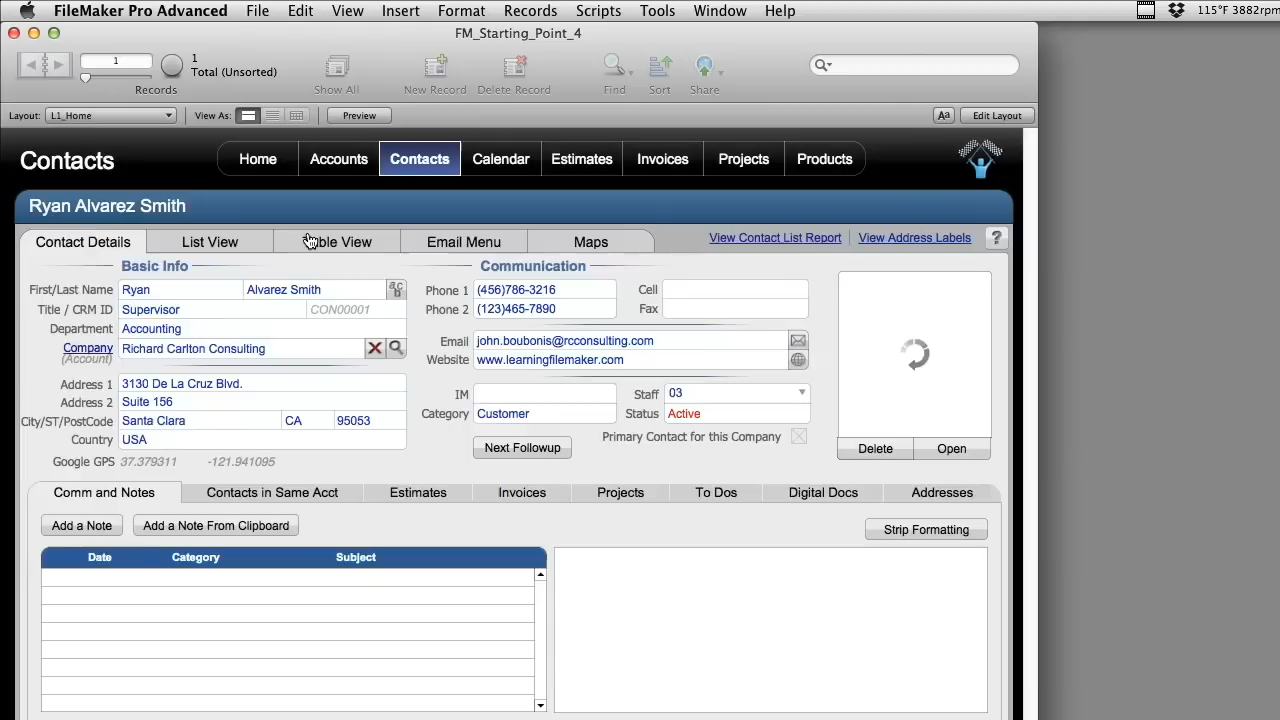 FileMaker Pro Advanced File Edit View Insert Format Records Scripts Tools Window Help 115°F 3882rpm
FM_Starting_Point_4
1 1 Total (Unsorted)
Records Show All New Record Delete Record Find Sort Share
Layout: L1_Home View As: Preview Aa Edit Layout
Contacts Home Accounts Contacts Calendar Estimates Invoices Projects Products
Ryan Alvarez Smith
Contact Details List View ble View Email Menu Maps View Contact List Report View Address Labels ?
Basic Info Communication
First/Last Name Ryan Alvarez Smith Phone 1 (456)786-3216 Cell
Title / CRM ID Supervisor CON00001 Phone 2 (123)465-7890 Fax
Department Accounting
Company Richard Carlton Consulting Email john.boubonis@rcconsulting.com
(Account) Website www.learningfilemaker.com
Address 1 3130 De La Cruz Blvd. IM Staff 03
Address 2 Suite 156
City/ST/PostCode Santa Clara CA 95053 Category Customer Status Active
Country USA Primary Contact for this Company
Google GPS 37.379311 -121.941095 Next Followup Delete Open
Comm and Notes Contacts in Same Acct Estimates Invoices Projects To Dos Digital Docs Addresses
Add a Note Add a Note From Clipboard Strip Formatting
Date Category Subject